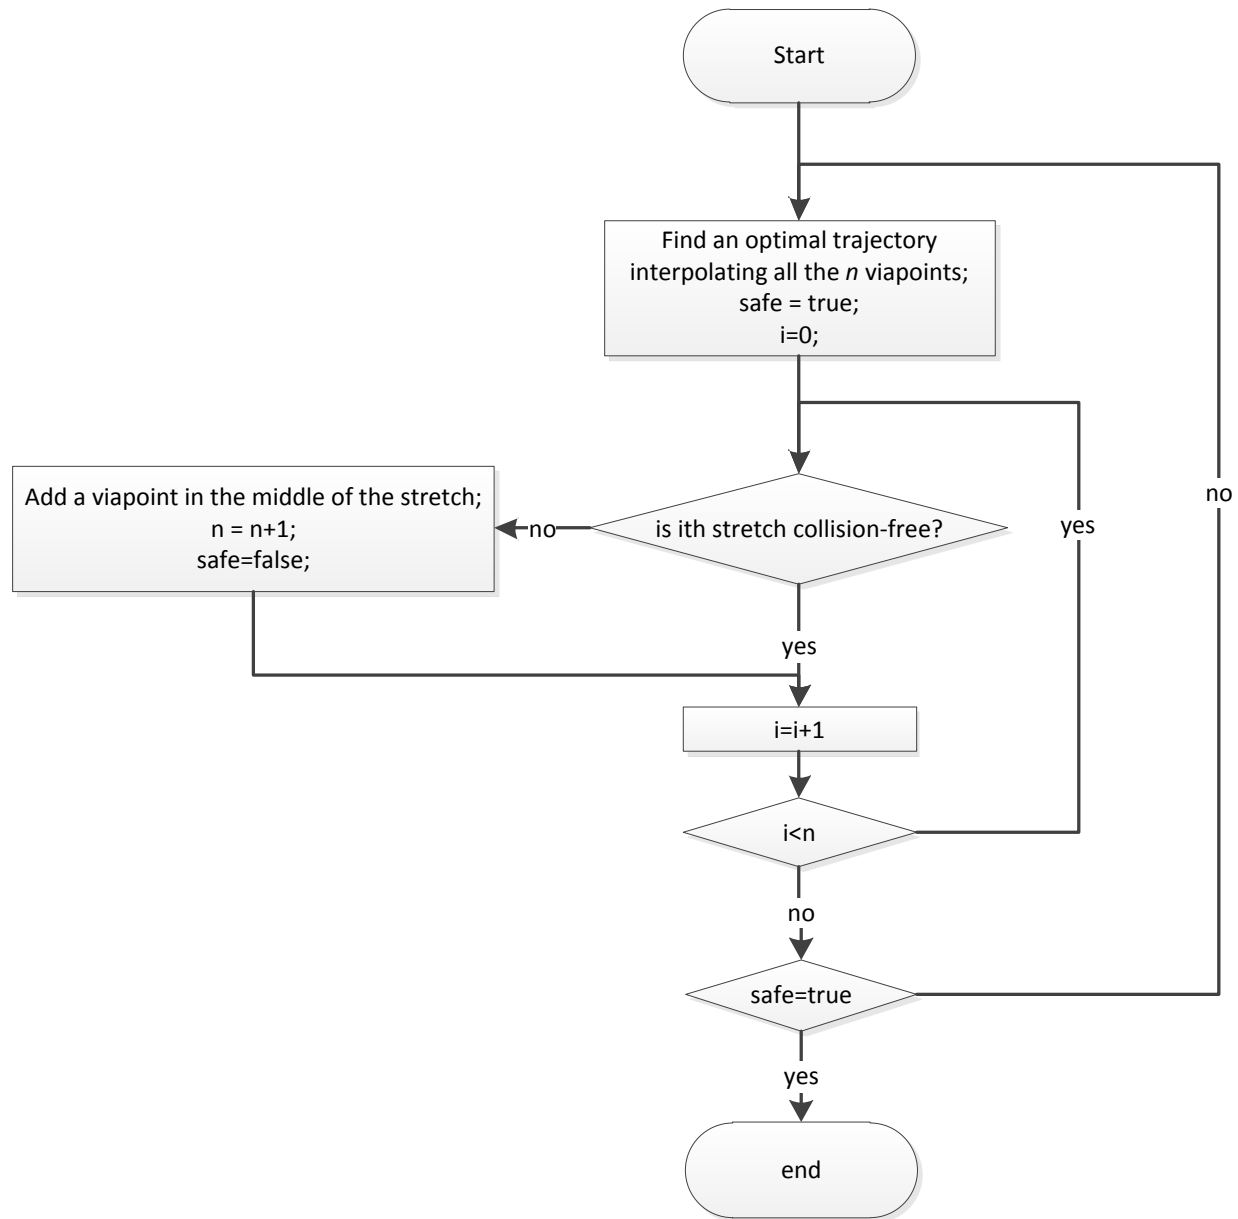 Start
Find an optimal trajectory
interpolating all the n viapoints;
safe = true;
i=0;
Add a viapoint in the middle of the stretch;
n = n+1;
safe=false;
no
is ith stretch collision-free?
yes
no
yes
i=i+1
i<n
no
safe=true
yes
end